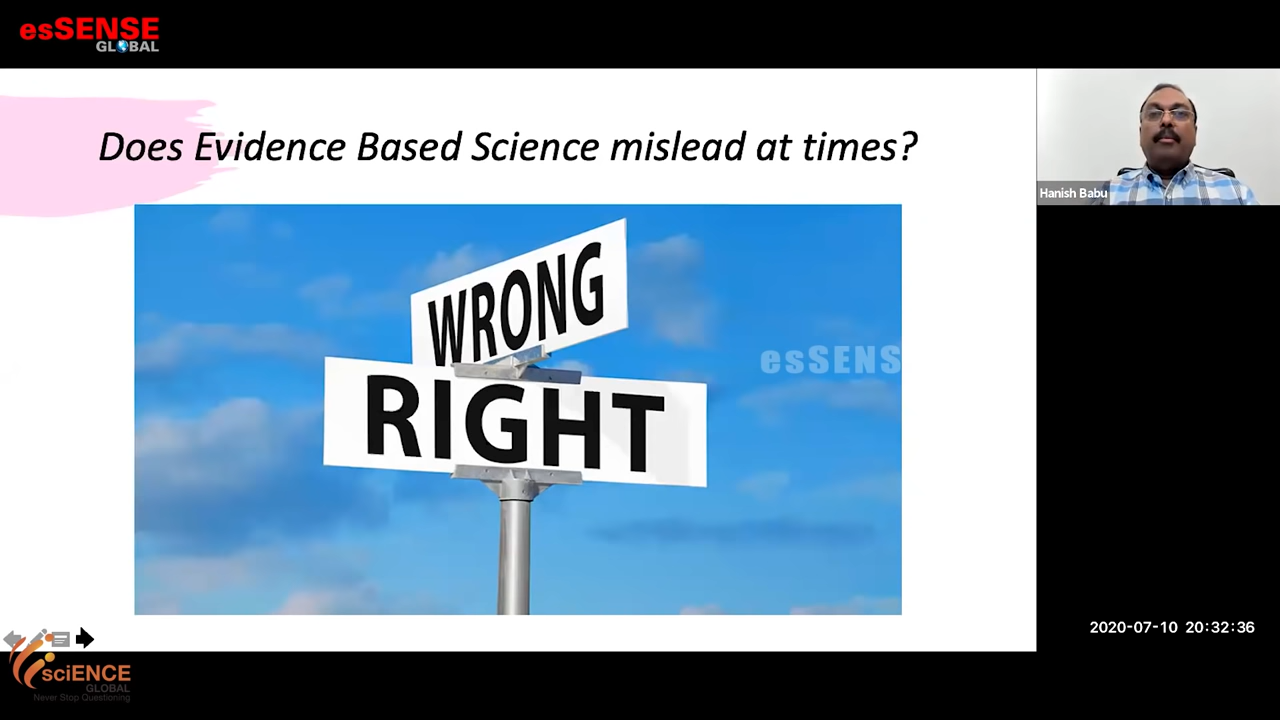 esSENSE
GLOBAL
Does Evidence Based Science mislead at times?
Hanish Babu
WRONG
RIGHT
esSENS
2020-07-10 20:32:36
sciENCE
GLOBAL
Never Stop Questioning